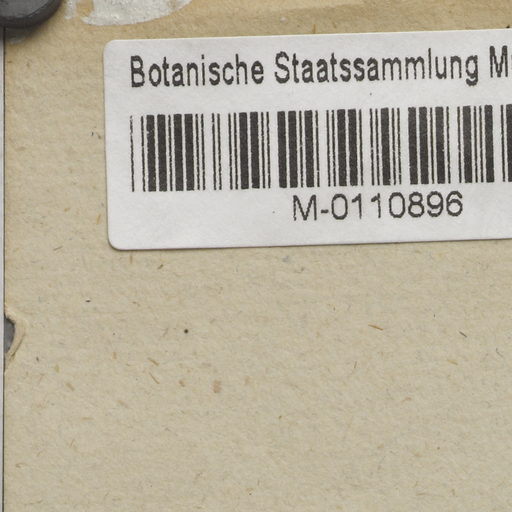 Botanische Staatssammlung M
M-0110896